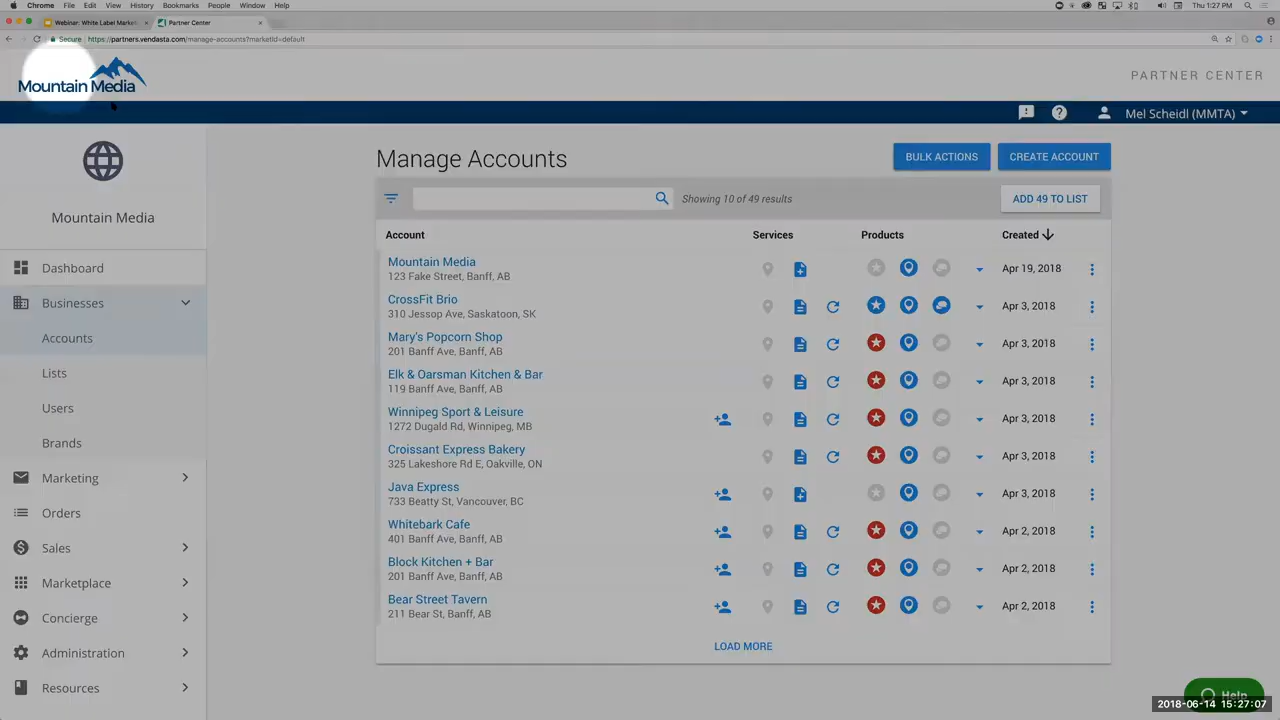 Chrome File Edit View History Bookmarks People Window Help
Thu 1:27 PM
Webinar: White Label Market
Partner Center
Secure https://partners.vendasta.com/manage-accounts?marketId=default
Mountain Media
PARTNER CENTER
Mel Scheidl (MMTA)
Mountain Media
Dashboard
Businesses
Accounts
Lists
Users
Brands
Marketing
Orders
Sales
Marketplace
Concierge
Administration
Resources
Manage Accounts
BULK ACTIONS
CREATE ACCOUNT
Showing 10 of 49 results
ADD 49 TO LIST
Account Services Products Created
Mountain Media
123 Fake Street, Banff, AB
Apr 19, 2018
CrossFit Brio
310 Jessop Ave, Saskatoon, SK
Apr 3, 2018
Mary's Popcorn Shop
201 Banff Ave, Banff, AB
Apr 3, 2018
Elk & Oarsman Kitchen & Bar
119 Banff Ave, Banff, AB
Apr 3, 2018
Winnipeg Sport & Leisure
1272 Dugald Rd, Winnipeg, MB
Apr 3, 2018
Croissant Express Bakery
325 Lakeshore Rd E, Oakville, ON
Apr 3, 2018
Java Express
733 Beatty St, Vancouver, BC
Apr 3, 2018
Whitebark Cafe
401 Banff Ave, Banff, AB
Apr 2, 2018
Block Kitchen + Bar
201 Banff Ave, Banff, AB
Apr 2, 2018
Bear Street Tavern
211 Bear St, Banff, AB
Apr 2, 2018
LOAD MORE
Help
2018-06-14 15:27:07